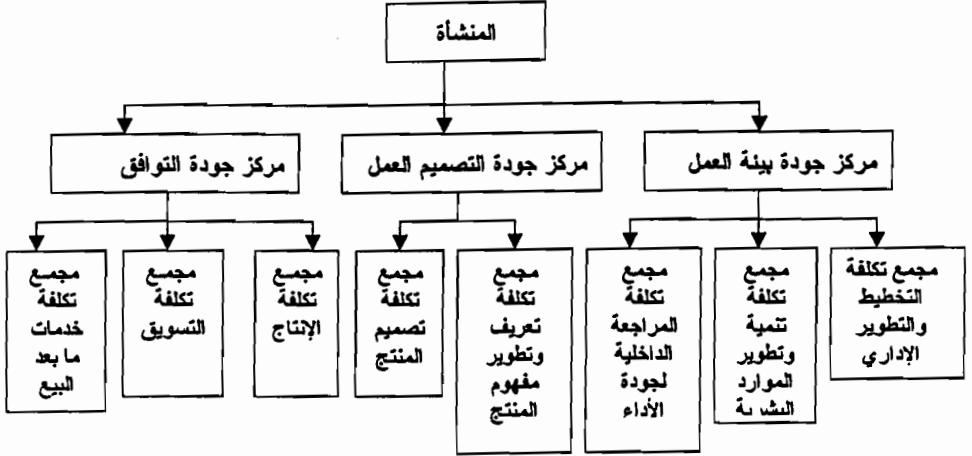 المنشأة
مركز جودة بيئة العمل
مركز جودة التصميم العمل
مركز جودة التوافق
مجمع تكلفة
التخطيط
والتطوير
الإداري
مجمع
تكلفة
تنمية
وتطوير
الموارد
البشرية
مجمع
تكلفة
المراجعة
الداخلية
لجودة
الأداء
مجمع
تكلفة
تعريف
وتطوير
مفهوم
المنتج
مجمع
تكلفة
تصميم
المنتج
مجمع
تكلفة
الإنتاج
مجمع
تكلفة
التسويق
مجمع
تكلفة
خدمات
ما بعد
البيع